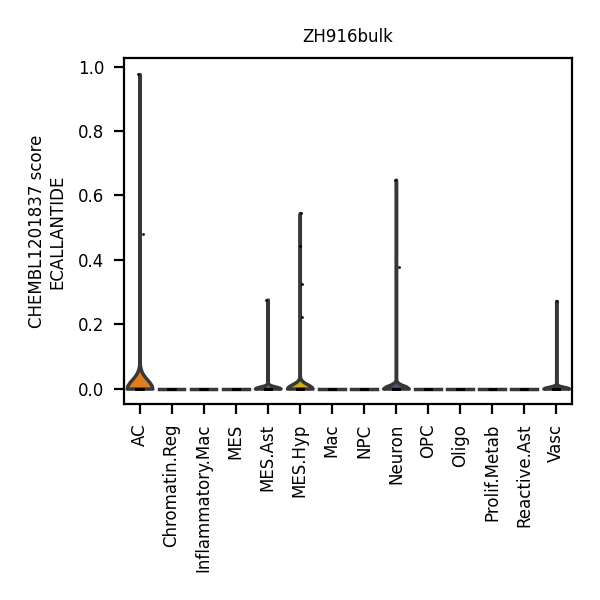 ZH916bulk
CHEMBL1201837 score
ECALLANTIDE
1.0
0.8
0.6
0.4
0.2
0.0
AC
Chromatin.Reg
Inflammatory.Mac
MES
MES.Ast
MES.Hyp
Mac
NPC
Neuron
OPC
Oligo
Prolif.Metab
Reactive.Ast
Vasc